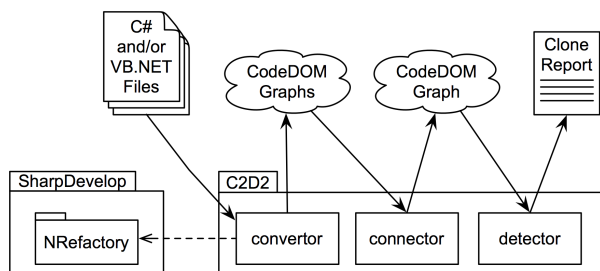 C#
and/or
VB.NET
Files
CodeDOM
Graphs
CodeDOM
Graph
Clone
Report
SharpDevelop
NRefactory
C2D2
convertor
connector
detector